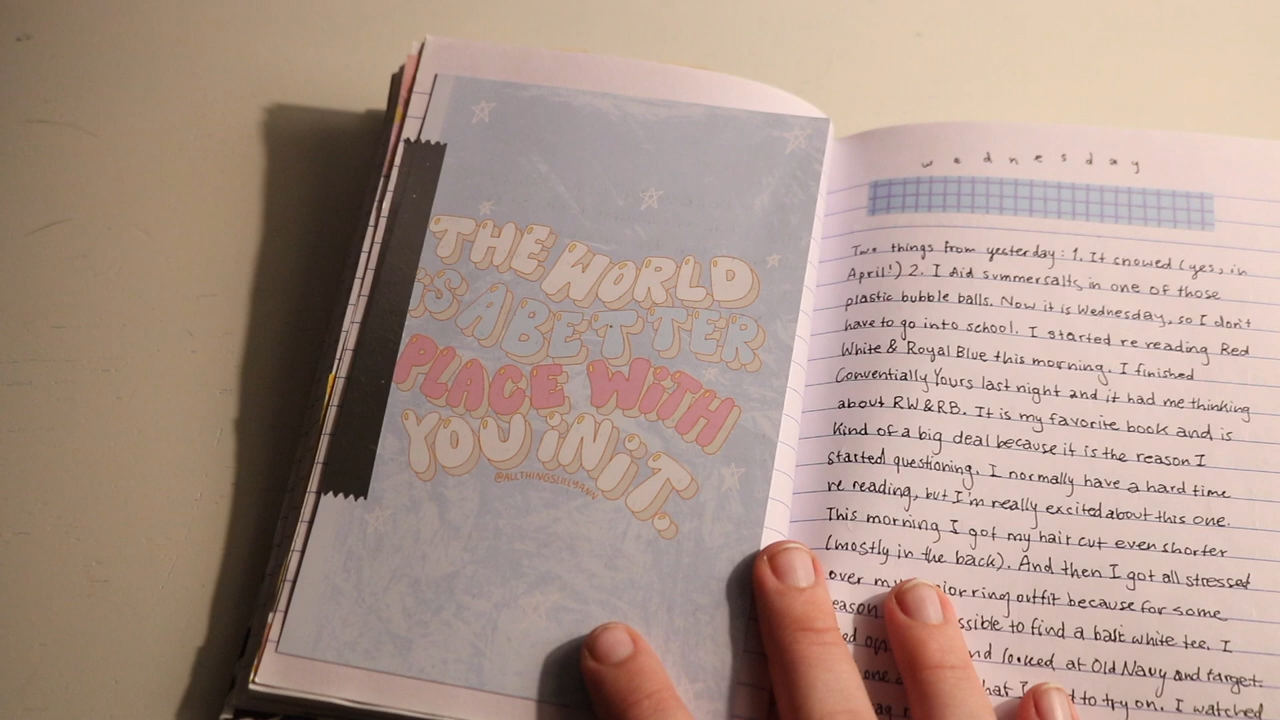 THE WORLD
iS A BETTER
PLACE WiTH
YOU iN iT.
@ALLTHINGSLILLYANN
wednesday
Two things from yesterday: 1. It snowed (yes, in
April!) 2. I did summersalts in one of those
plastic bubble balls. Now it is Wednesday, so I don't
have to go into school. I started re reading Red
White & Royal Blue this morning. I finished
Conventially Yours last night and it had me thinking
about RW&RB. It is my favorite book and is
kind of a big deal because it is the reason I
started questioning. I normally have a hard time
re reading, but I'm really excited about this one.
This morning I got my hair cut even shorter
(mostly in the back). And then I got all stressed
over my ring outfit because for some
to find a basic white tee. I
looked at Old Navy and target.
one to try on. I watched